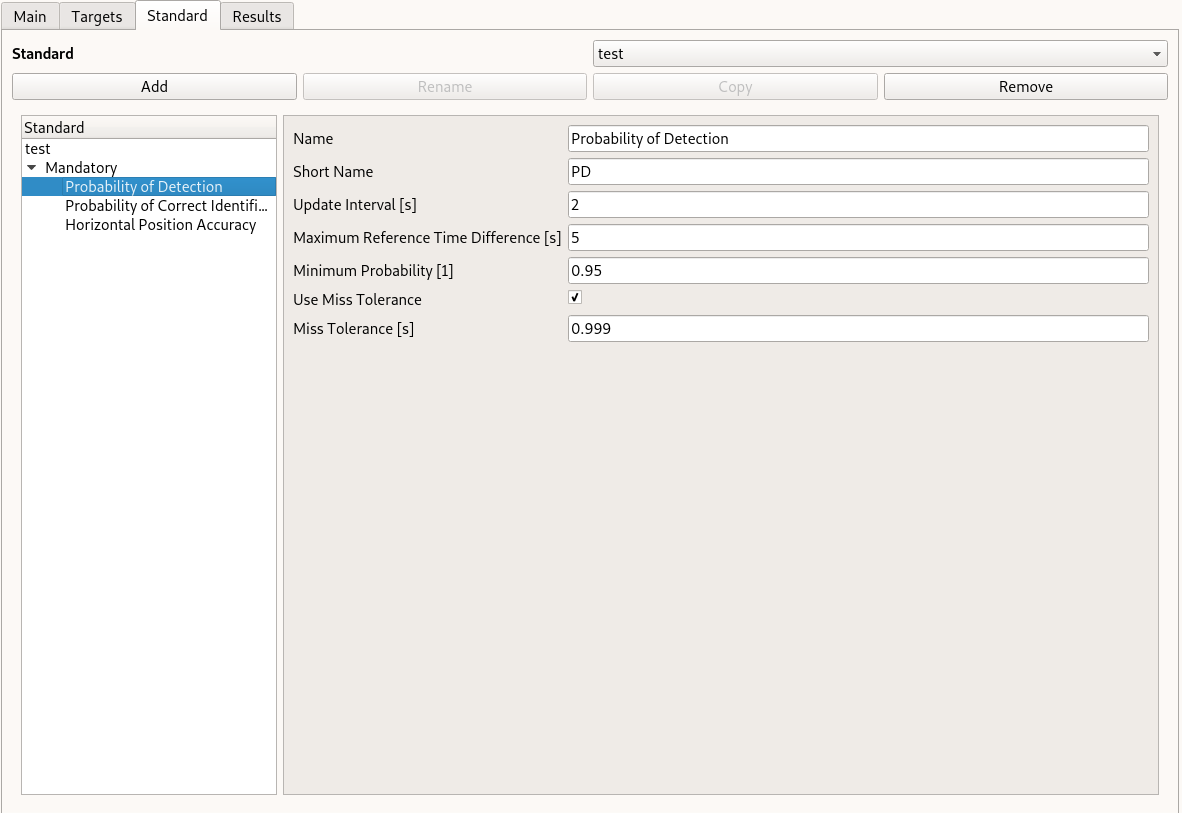 Main Targets Standard Results
Standard test
Add Rename Copy Remove
Standard
test
Mandatory
Probability of Detection
Probability of Correct Identifi...
Horizontal Position Accuracy
Name Probability of Detection
Short Name PD
Update Interval [s] 2
Maximum Reference Time Difference [s] 5
Minimum Probability [1] 0.95
Use Miss Tolerance
Miss Tolerance [s] 0.999